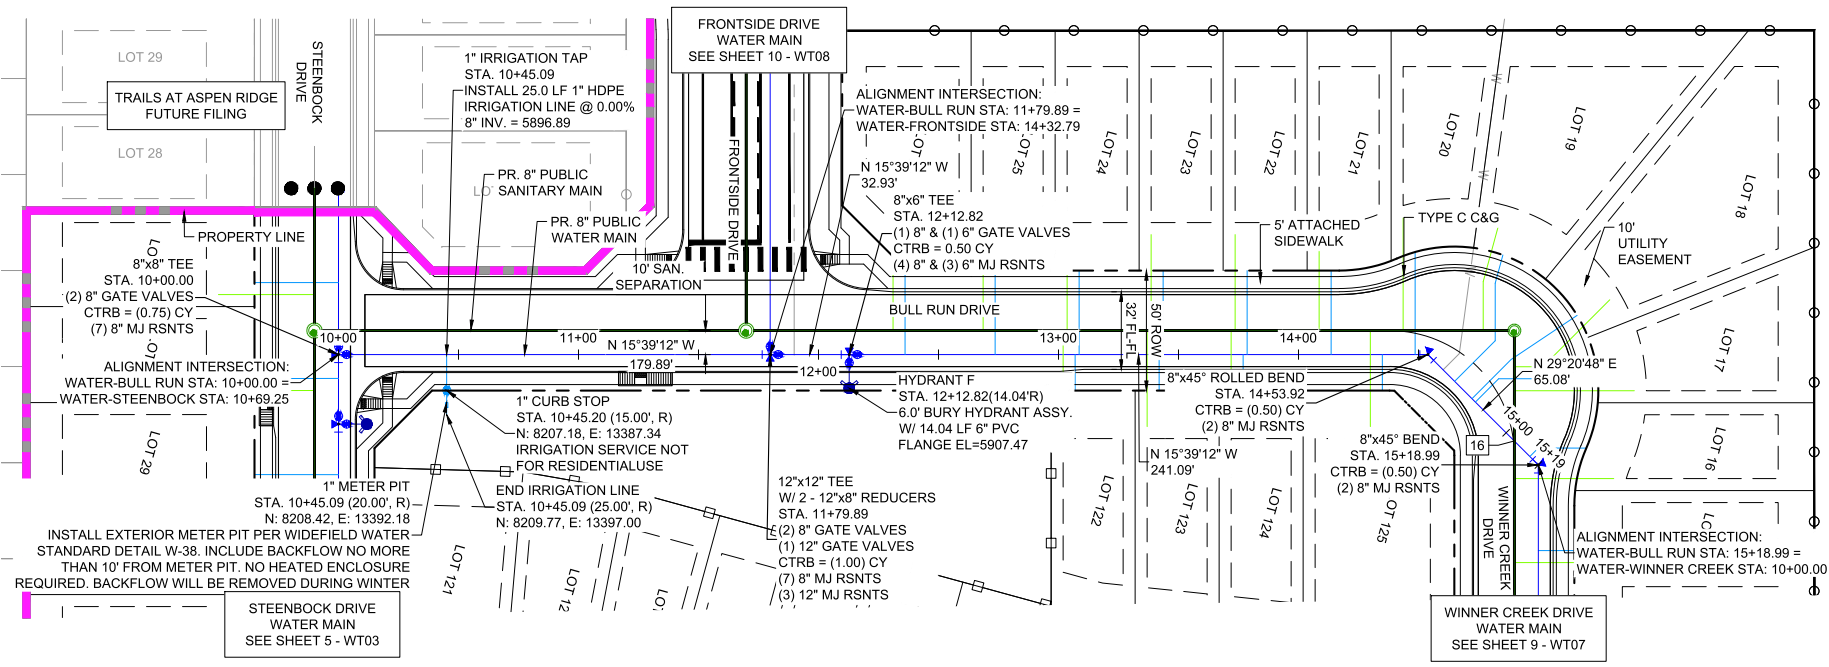 FRONTSIDE DRIVE
WATER MAIN
SEE SHEET 10 - WT08
LOT 29
STEENBOCK
DRIVE
TRAILS AT ASPEN RIDGE
FUTURE FILING
LOT 28
1" IRRIGATION TAP
STA. 10+45.09
INSTALL 25.0 LF 1" HDPE
IRRIGATION LINE @ 0.00%
8" INV. = 5896.89
ALIGNMENT INTERSECTION:
WATER-BULL RUN STA: 11+79.89 =
WATER-FRONTSIDE STA: 14+32.79
FRONTSIDE DRIVE
PR. 8" PUBLIC
SANITARY MAIN
PR. 8" PUBLIC
WATER MAIN
PROPERTY LINE
N 15°39'12" W
32.93'
8"x6" TEE
STA. 12+12.82
(1) 8" & (1) 6" GATE VALVES
CTRB = 0.50 CY
(4) 8" & (3) 6" MJ RSNTS
LOT 25
LOT 24
LOT 23
LOT 22
LOT 21
LOT 20
LOT 19
LOT 18
LOT 17
LOT 16
W
W
5' ATTACHED
SIDEWALK
TYPE C C&G
10'
UTILITY
EASEMENT
8"x8" TEE
STA. 10+00.00
(2) 8" GATE VALVES
CTRB = (0.75) CY
(7) 8" MJ RSNTS
10' SAN.
SEPARATION
BULL RUN DRIVE
32' FL-FL
50' ROW
10+00
11+00
12+00
13+00
14+00
15+00
15+19
N 15°39'12" W
179.89'
ALIGNMENT INTERSECTION:
WATER-BULL RUN STA: 10+00.00 =
WATER-STEENBOCK STA: 10+69.25
LOT 29
1" CURB STOP
STA. 10+45.20 (15.00', R)
N: 8207.18, E: 13387.34
IRRIGATION SERVICE NOT
FOR RESIDENTIALUSE
HYDRANT F
STA. 12+12.82(14.04'R)
6.0' BURY HYDRANT ASSY.
W/ 14.04 LF 6" PVC
FLANGE EL=5907.47
8"x45° ROLLED BEND
STA. 14+53.92
CTRB = (0.50) CY
(2) 8" MJ RSNTS
N 29°20'48" E
65.08'
N 15°39'12" W
241.09'
8"x45° BEND
STA. 15+18.99
CTRB = (0.50) CY
(2) 8" MJ RSNTS
16
1" METER PIT
STA. 10+45.09 (20.00', R)
N: 8208.42, E: 13392.18
END IRRIGATION LINE
STA. 10+45.09 (25.00', R)
N: 8209.77, E: 13397.00
INSTALL EXTERIOR METER PIT PER WIDEFIELD WATER
STANDARD DETAIL W-38. INCLUDE BACKFLOW NO MORE
THAN 10' FROM METER PIT. NO HEATED ENCLOSURE
REQUIRED. BACKFLOW WILL BE REMOVED DURING WINTER
12"x12" TEE
W/ 2 - 12"x8" REDUCERS
STA. 11+79.89
(2) 8" GATE VALVES
(1) 12" GATE VALVES
CTRB = (1.00) CY
(7) 8" MJ RSNTS
(3) 12" MJ RSNTS
LOT 121
LOT 122
LOT 123
LOT 124
OT 125
WINNER CREEK
DRIVE
ALIGNMENT INTERSECTION:
WATER-BULL RUN STA: 15+18.99 =
WATER-WINNER CREEK STA: 10+00.00
STEENBOCK DRIVE
WATER MAIN
SEE SHEET 5 - WT03
WINNER CREEK DRIVE
WATER MAIN
SEE SHEET 9 - WT07